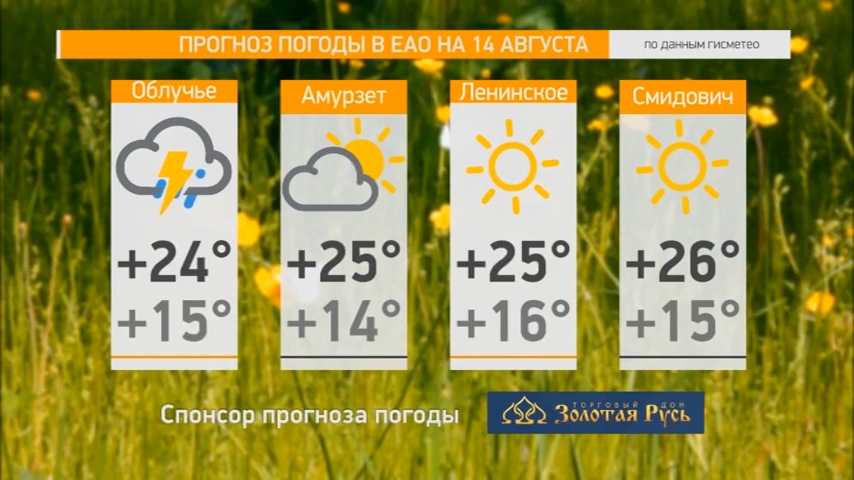 ПРОГНОЗ ПОГОДЫ В ЕАО НА 14 АВГУСТА
по данным гисметео
Облучье
+24°
+15°
Амурзет
+25°
+14°
Ленинское
+25°
+16°
Смидович
+26°
+15°
Спонсор прогноза погоды
ТОРГОВЫЙ ДОМ
Золотая Русь